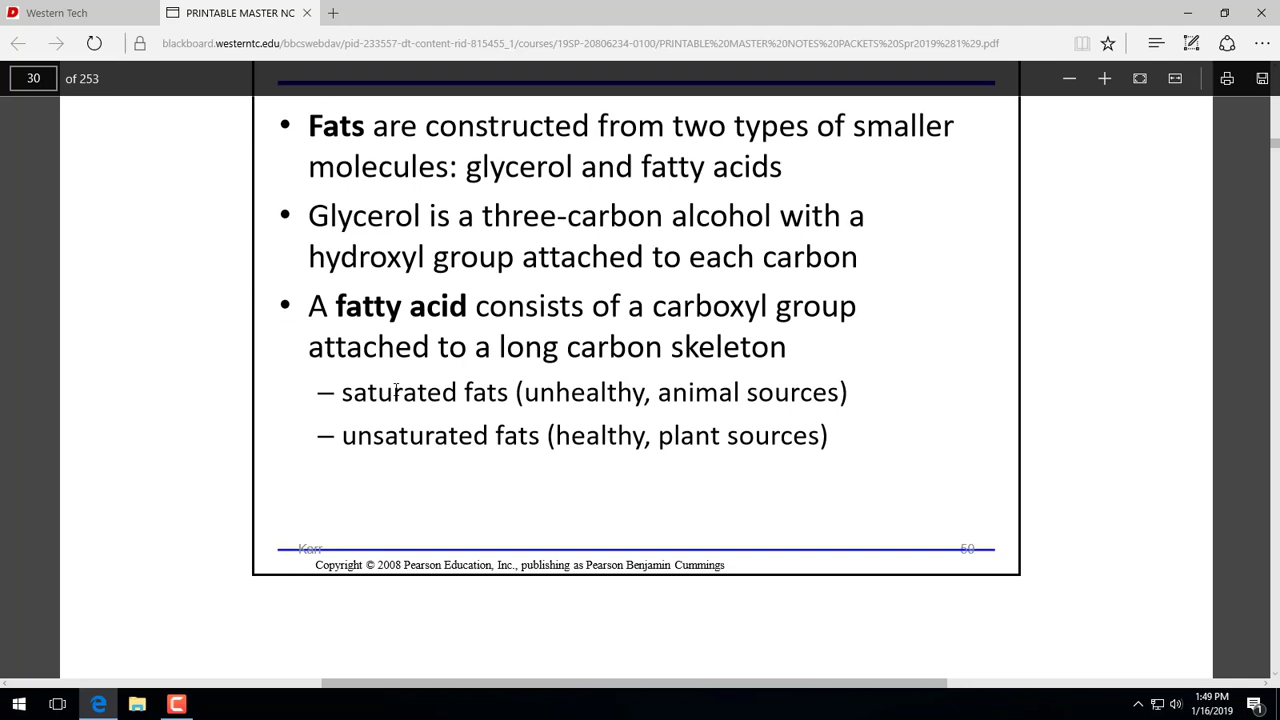 Western Tech
PRINTABLE MASTER NC
blackboard.westerntc.edu/bbcswebdav/pid-233557-dt-content-rid-815455_1/courses/19SP-20806234-0100/PRINTABLE%20MASTER%20NOTES%20PACKETS%20Spr2019%281%29.pdf
30 of 253
• Fats are constructed from two types of smaller
molecules: glycerol and fatty acids
• Glycerol is a three-carbon alcohol with a
hydroxyl group attached to each carbon
• A fatty acid consists of a carboxyl group
attached to a long carbon skeleton
– saturated fats (unhealthy, animal sources)
– unsaturated fats (healthy, plant sources)
Karr 50
Copyright © 2008 Pearson Education, Inc., publishing as Pearson Benjamin Cummings
1:49 PM
1/16/2019